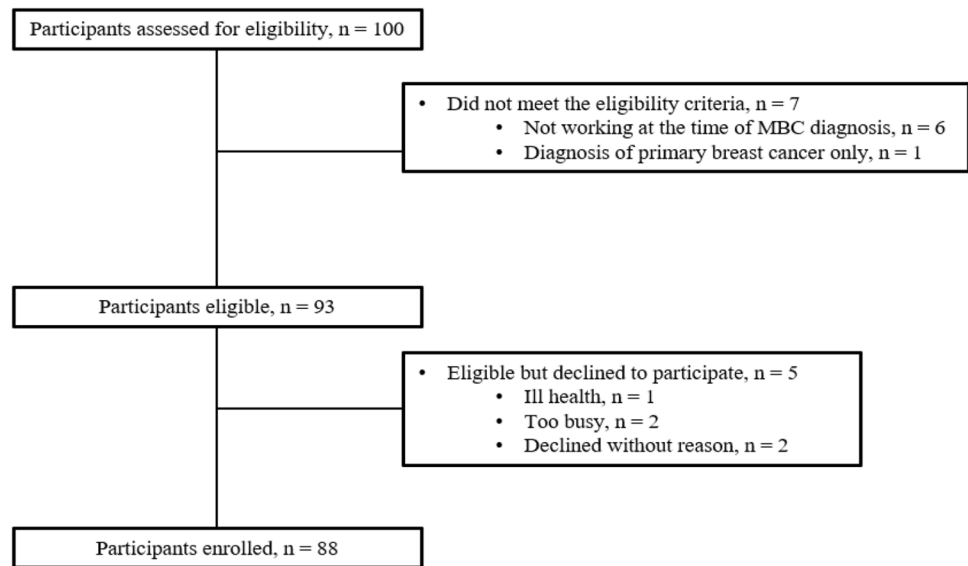 Participants assessed for eligibility, n = 100
• Did not meet the eligibility criteria, n = 7
• Not working at the time of MBC diagnosis, n = 6
• Diagnosis of primary breast cancer only, n = 1
Participants eligible, n = 93
• Eligible but declined to participate, n = 5
• Ill health, n = 1
• Too busy, n = 2
• Declined without reason, n = 2
Participants enrolled, n = 88